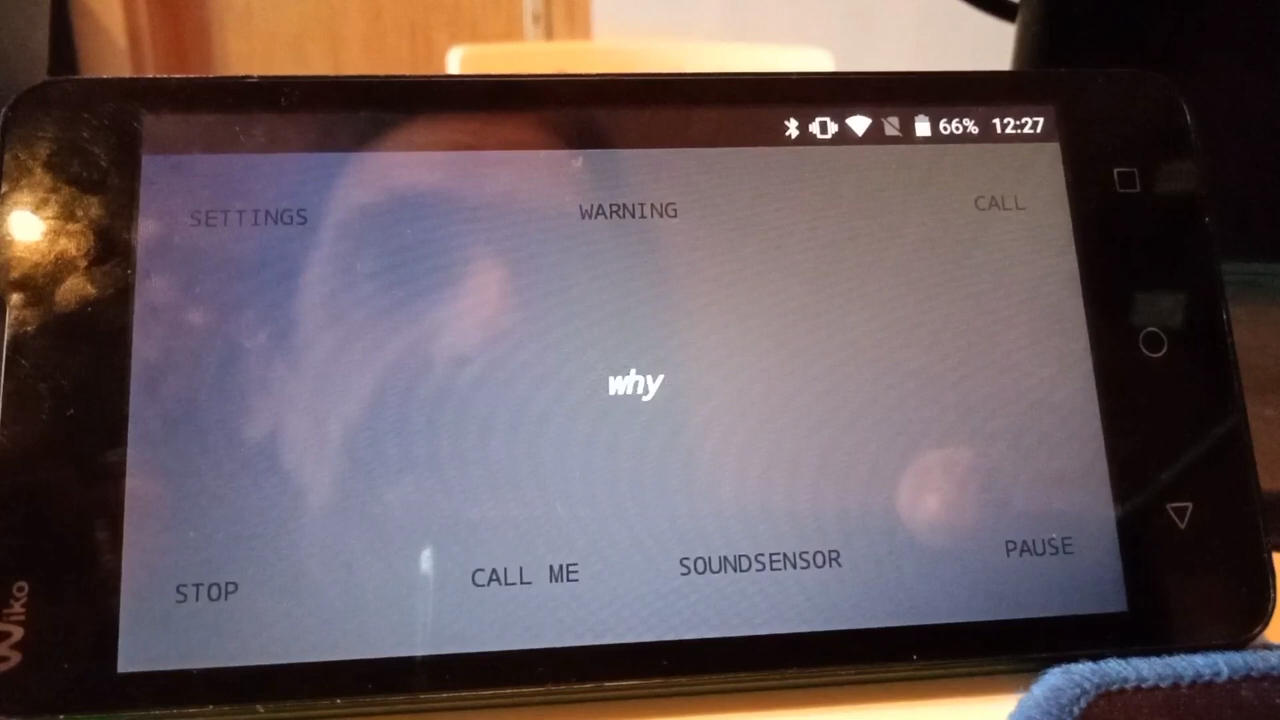 66% 12:27
SETTINGS WARNING CALL
why
STOP CALL ME SOUNDSENSOR PAUSE
Wiko